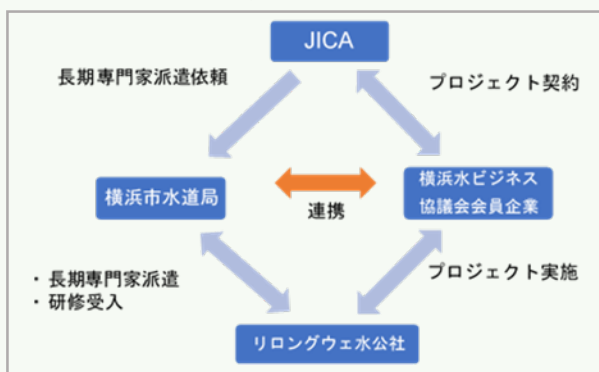 JICA
長期専門家派遣依頼
プロジェクト契約
横浜市水道局
連携
横浜水ビジネス
協議会会員企業
・長期専門家派遣
・研修受入
プロジェクト実施
リロングウェ水公社